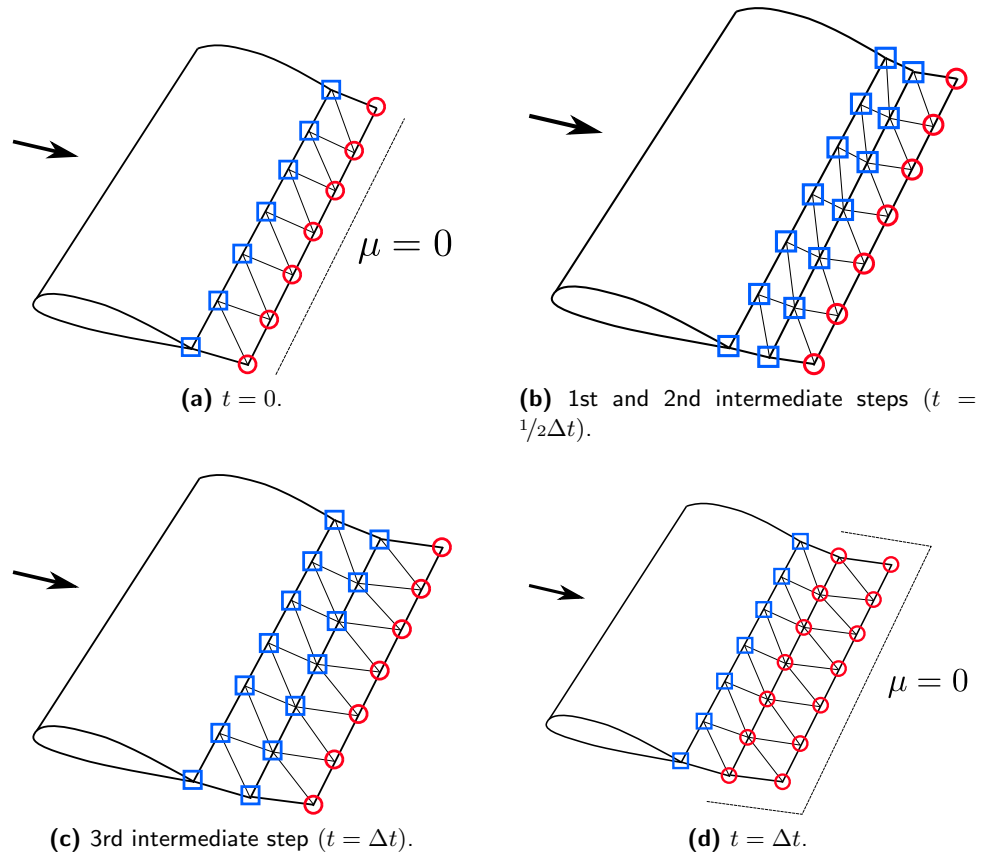 μ = 0
(a) t = 0.
(b) 1st and 2nd intermediate steps (t =
1/2Δt).
(c) 3rd intermediate step (t = Δt).
μ = 0
(d) t = Δt.